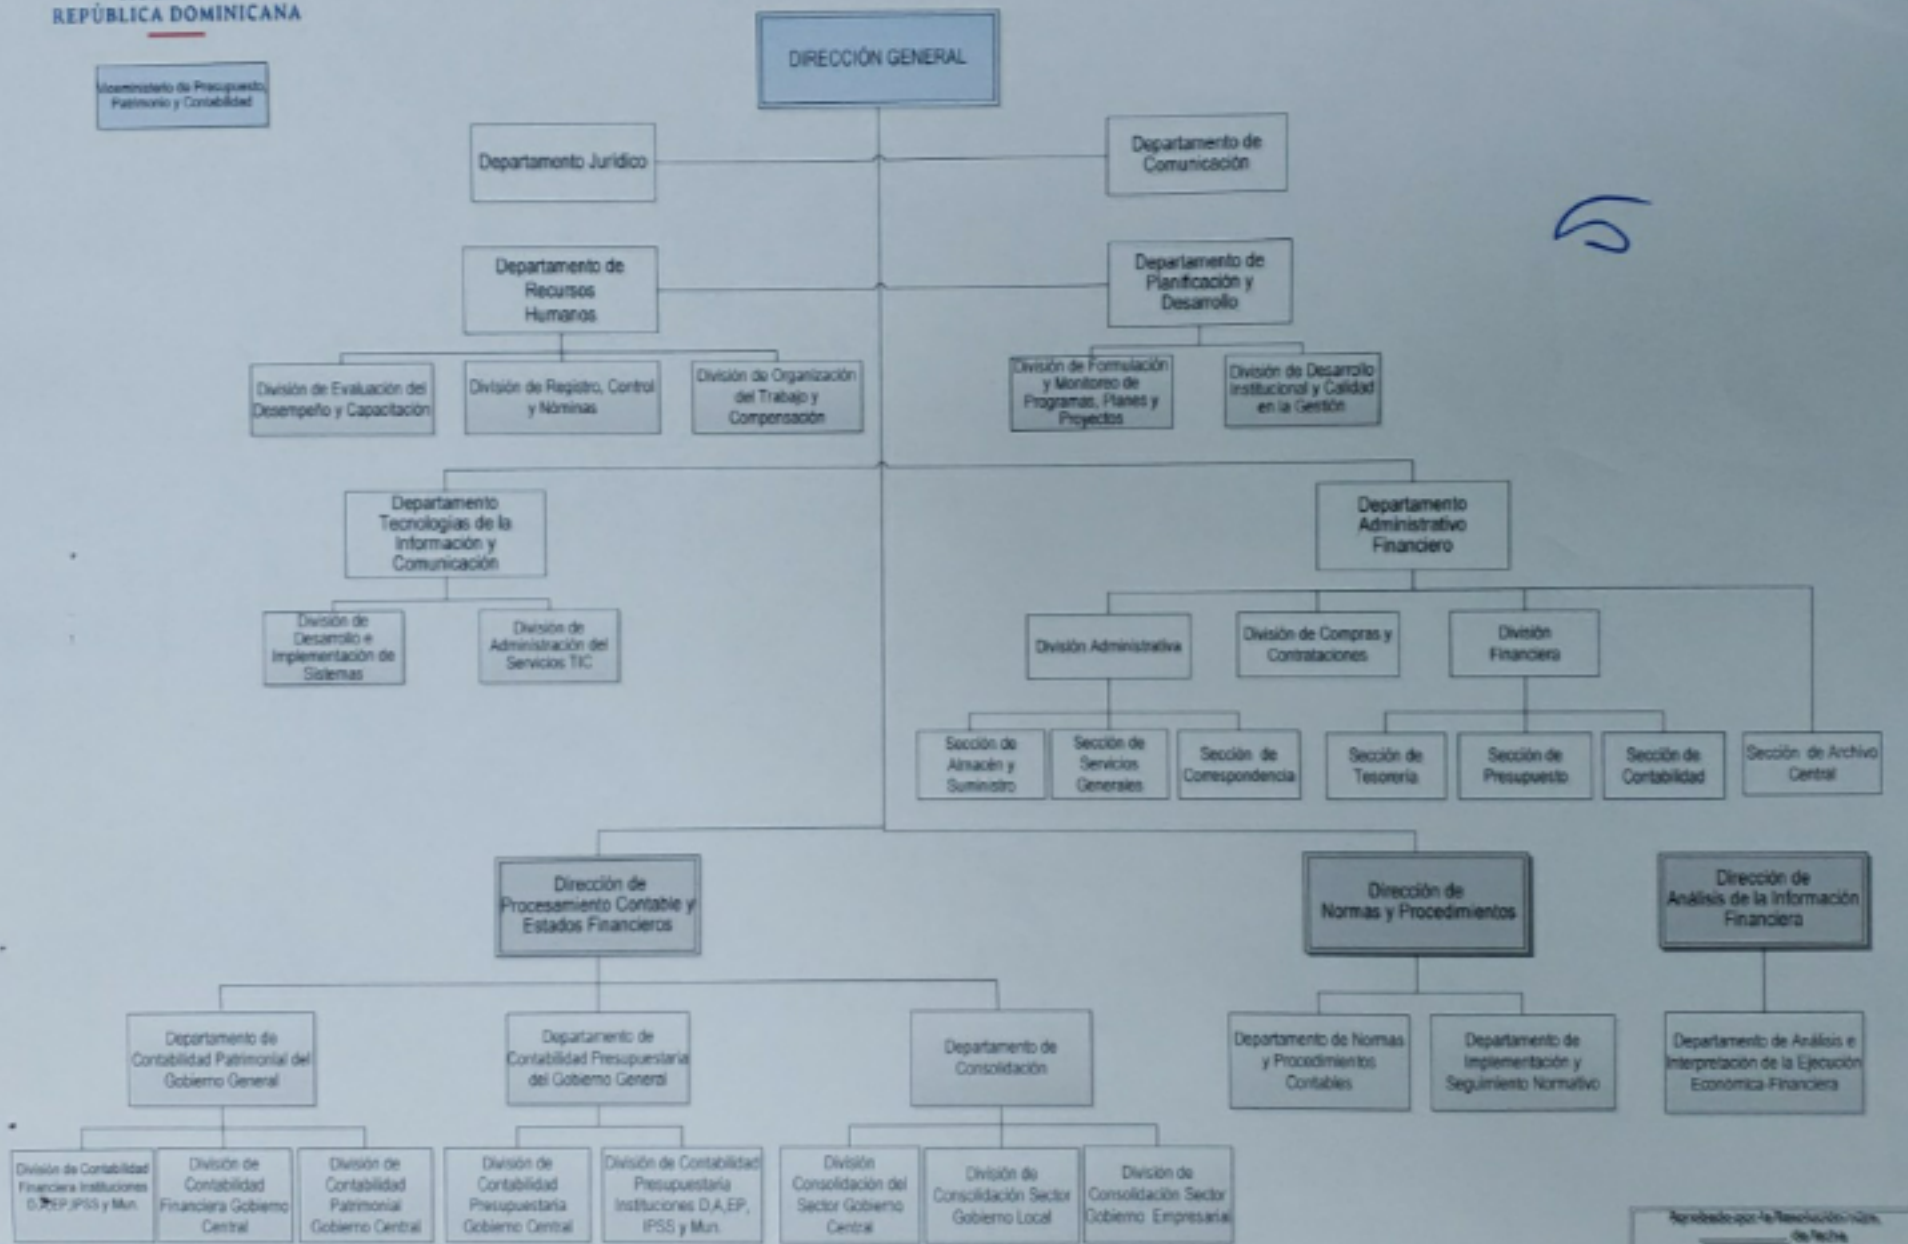 REPÚBLICA DOMINICANA
Viceministerio de Presupuesto,
Patrimonio y Contabilidad
DIRECCIÓN GENERAL
Departamento Jurídico
Departamento de
Comunicación
Departamento de
Recursos
Humanos
Departamento de
Planificación y
Desarrollo
División de Evaluación del
Desempeño y Capacitación
División de Registro, Control
y Nóminas
División de Organización
del Trabajo y
Compensación
División de Formulación
y Monitoreo de
Programas, Planes y
Proyectos
División de Desarrollo
Institucional y Calidad
en la Gestión
Departamento
Tecnologías de la
Información y
Comunicación
Departamento
Administrativo
Financiero
División de
Desarrollo e
Implementación de
Sistemas
División de
Administración del
Servicios TIC
División Administrativa
División de Compras y
Contrataciones
División
Financiera
Sección de
Almacén y
Suministro
Sección de
Servicios
Generales
Sección de
Correspondencia
Sección de
Tesorería
Sección de
Presupuesto
Sección de
Contabilidad
Sección de Archivo
Central
Dirección de
Procesamiento Contable y
Estados Financieros
Dirección de
Normas y Procedimientos
Dirección de
Análisis de la Información
Financiera
Departamento de
Contabilidad Patrimonial del
Gobierno General
Departamento de
Contabilidad Presupuestaria
del Gobierno General
Departamento de
Consolidación
Departamento de Normas
y Procedimientos
Contables
Departamento de
Implementación y
Seguimiento Normativo
Departamento de Análisis e
Interpretación de la Ejecución
Económica-Financiera
División de Contabilidad
Financiera Instituciones
D,A,EP,IPSS y Mun.
División de
Contabilidad
Financiera Gobierno
Central
División de
Contabilidad
Patrimonial
Gobierno Central
División de
Contabilidad
Presupuestaria
Gobierno Central
División de Contabilidad
Presupuestaria
Instituciones D,A,EP,
IPSS y Mun.
División
Consolidación del
Sector Gobierno
Central
División de
Consolidación Sector
Gobierno Local
División de
Consolidación Sector
Gobierno Empresarial
Aprobado por la Resolución núm.
de fecha